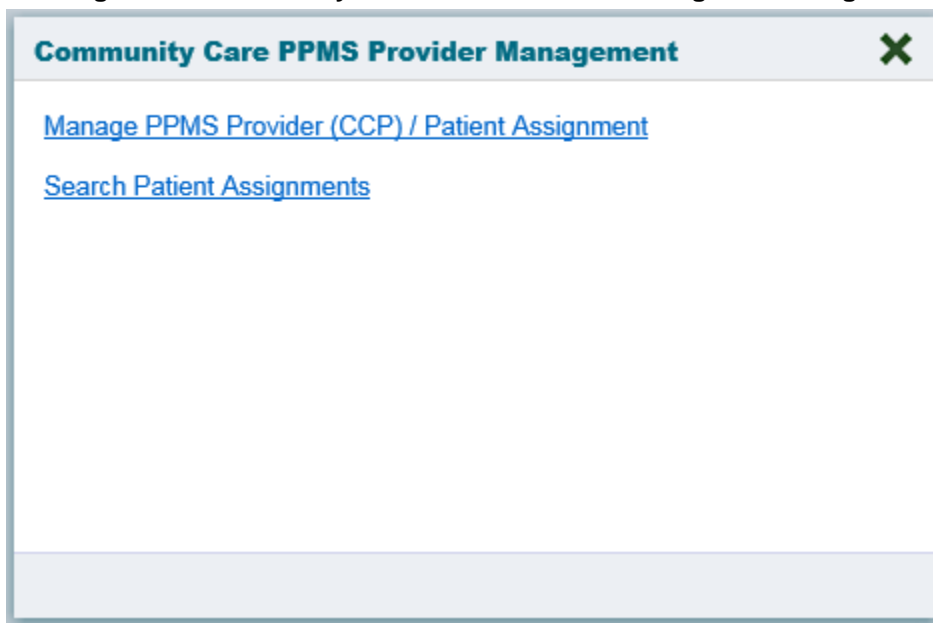 Community Care PPMS Provider Management
Manage PPMS Provider (CCP) / Patient Assignment
Search Patient Assignments